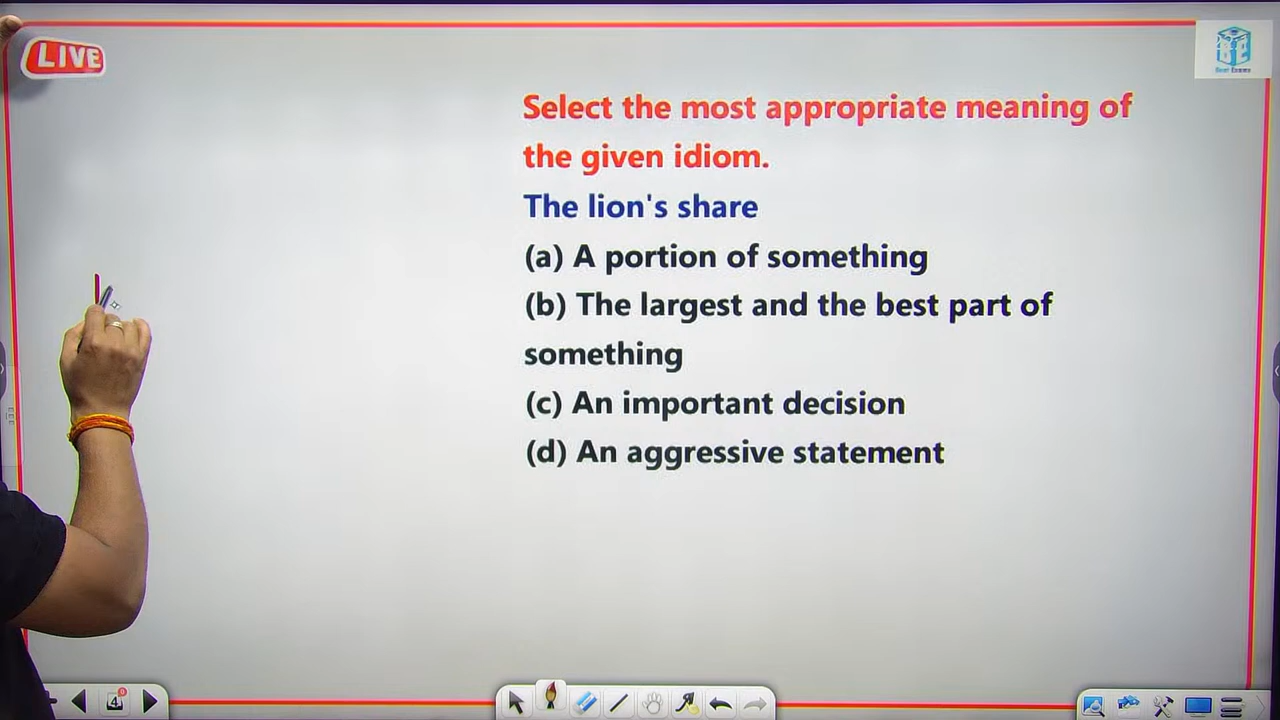 LIVE
Select the most appropriate meaning of
the given idiom.
The lion's share
(a) A portion of something
(b) The largest and the best part of
something
(c) An important decision
(d) An aggressive statement
4